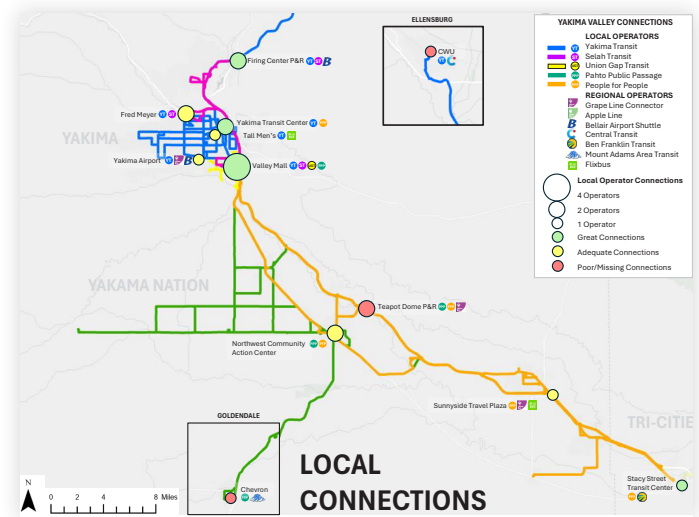 ELLENSBURG
CWU
YT
YAKIMA VALLEY CONNECTIONS
LOCAL OPERATORS
Yakima Transit
Selah Transit
Union Gap Transit
Pahto Public Passage
People for People
REGIONAL OPERATORS
Grape Line Connector
Apple Line
Bellair Airport Shuttle
Central Transit
Ben Franklin Transit
Mount Adams Area Transit
Flixbus
Local Operator Connections
4 Operators
2 Operators
1 Operator
Great Connections
Adequate Connections
Poor/Missing Connections
Firing Center P&R
Fred Meyer
YAKIMA
Yakima Transit Center
Tall Men's
Yakima Airport
Valley Mall
YAKAMA NATION
Teapot Dome P&R
Northwest Community
Action Center
Sunnyside Travel Plaza
TRI-CITIE
GOLDENDALE
Chevron
Stacy Street
Transit Center
LOCAL
CONNECTIONS
N
0 2 4 8 Miles